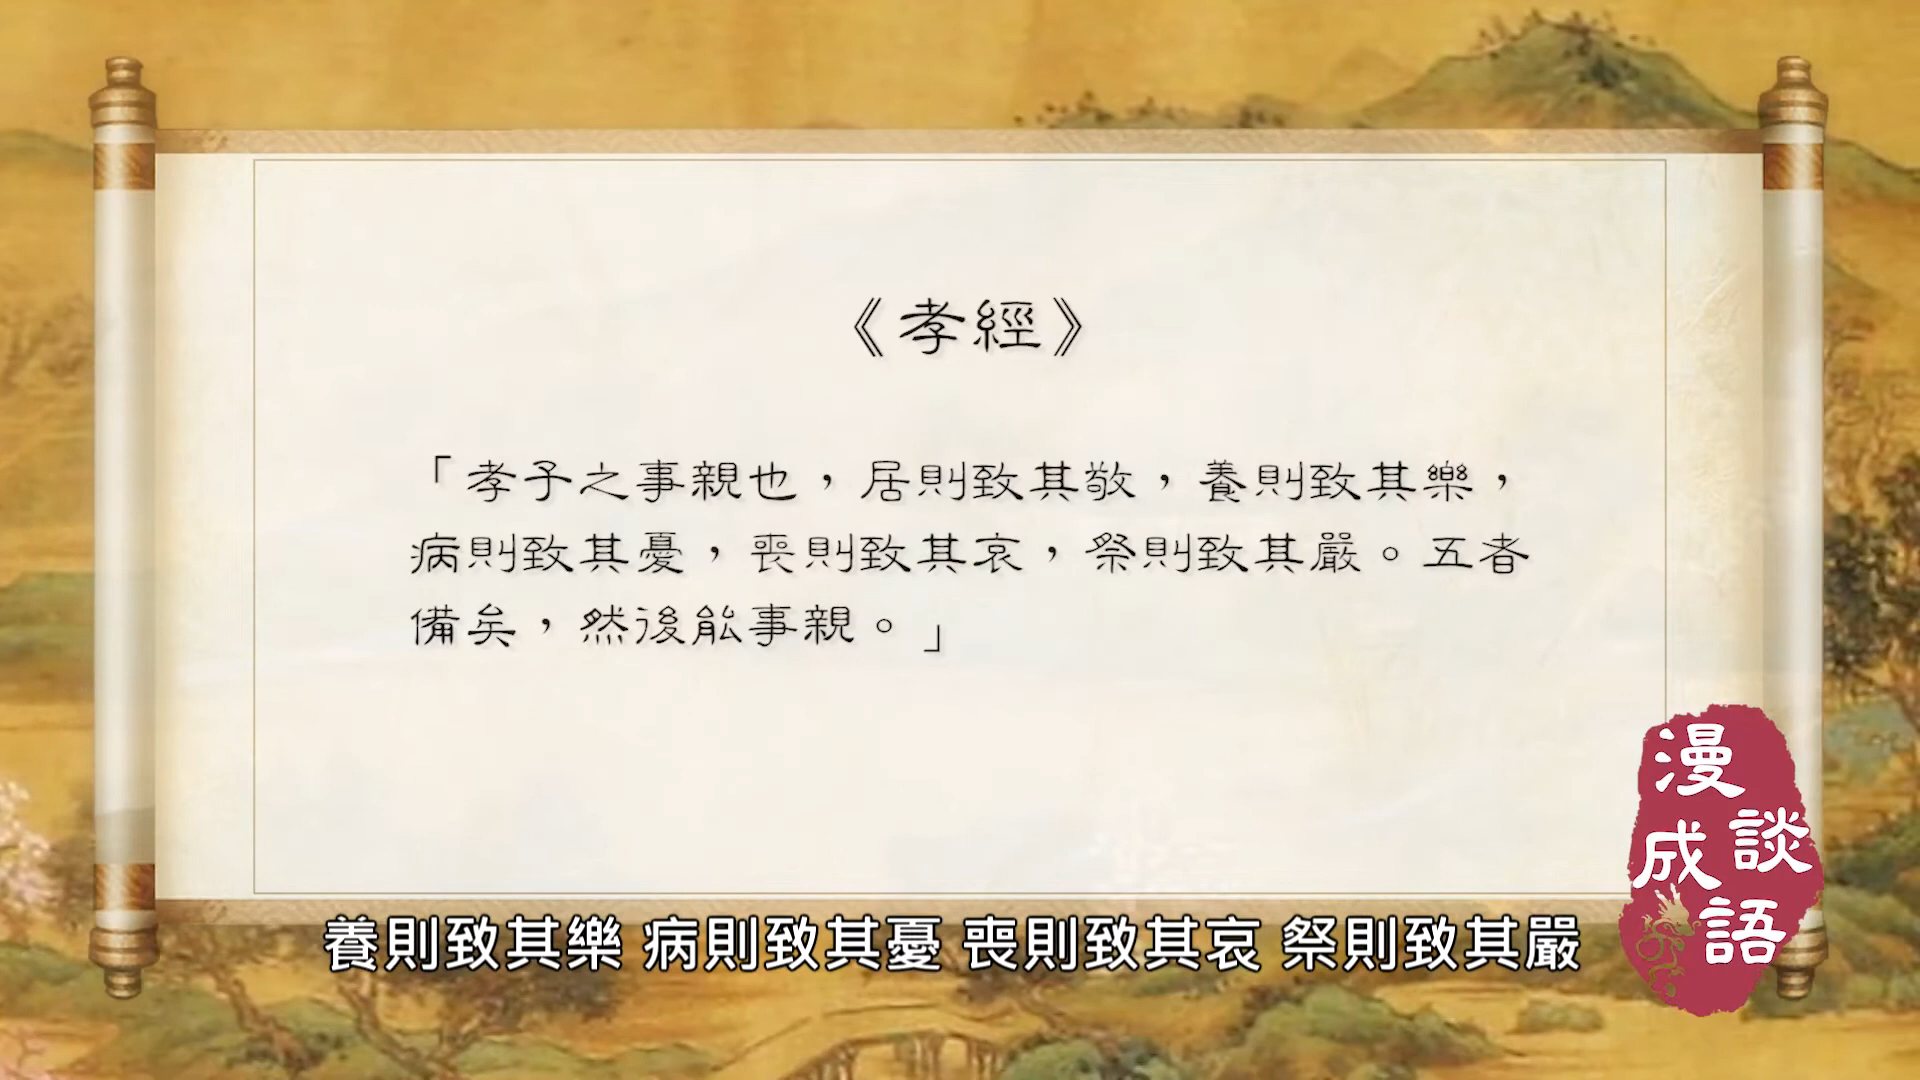 《孝經》
「孝子之事親也，居則致其敬，養則致其樂，
病則致其憂，喪則致其哀，祭則致其嚴。五者
備矣，然後能事親。」
養則致其樂 病則致其憂 喪則致其哀 祭則致其嚴
漫談
成語